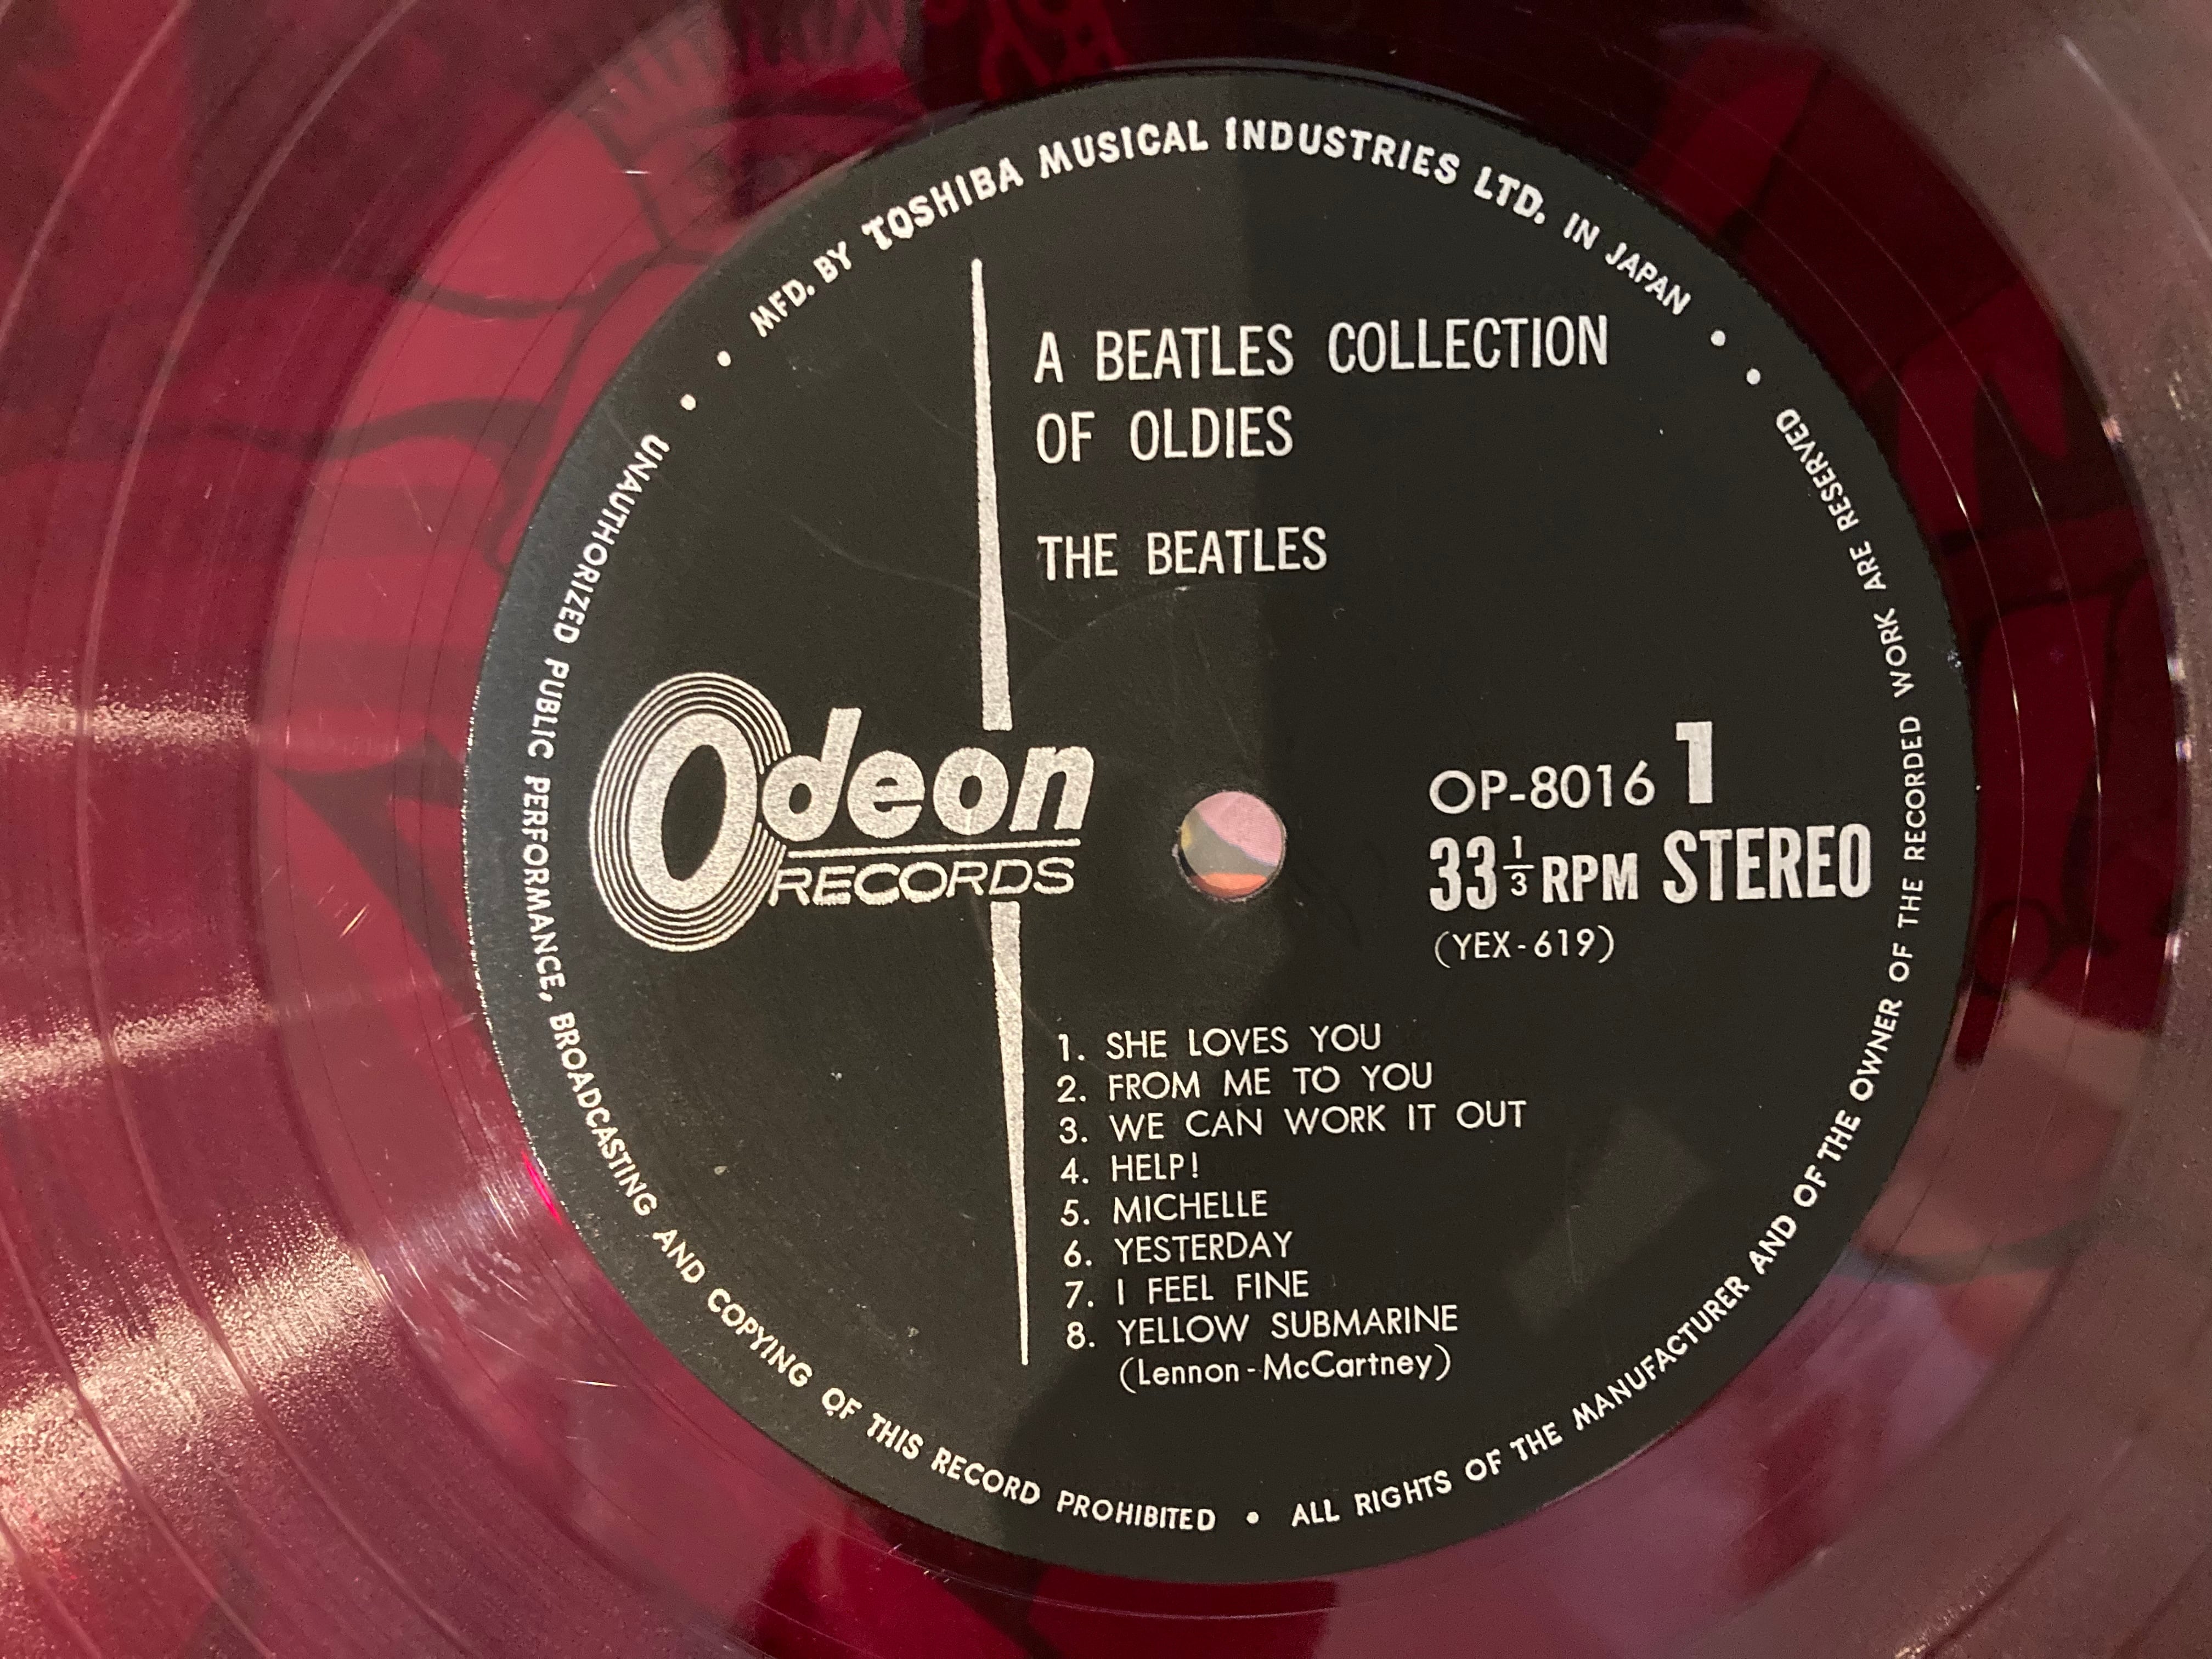 MFD. BY TOSHIBA MUSICAL INDUSTRIES LTD. IN JAPAN
A BEATLES COLLECTION
OF OLDIES
THE BEATLES
Odeon
RECORDS
OP-8016 1
33 1/3 RPM STEREO
(YEX-619)
1. SHE LOVES YOU
2. FROM ME TO YOU
3. WE CAN WORK IT OUT
4. HELP!
5. MICHELLE
6. YESTERDAY
7. I FEEL FINE
8. YELLOW SUBMARINE
(Lennon-McCartney)
UNAUTHORIZED PUBLIC PERFORMANCE, BROADCASTING AND COPYING OF THIS RECORD PROHIBITED • ALL RIGHTS OF THE MANUFACTURER AND OF THE OWNER OF THE RECORDED WORK ARE RESERVED